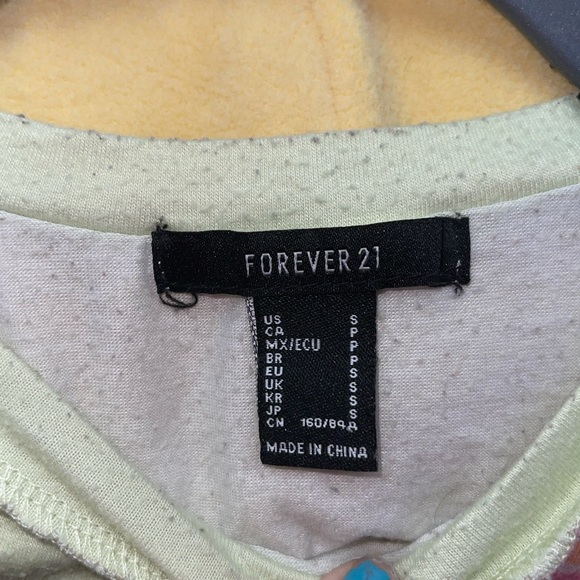 FOREVER 21
US S
CA P
MX/ECU P
BR P
EU S
UK S
KR S
JP S
CN 160/84A
MADE IN CHINA